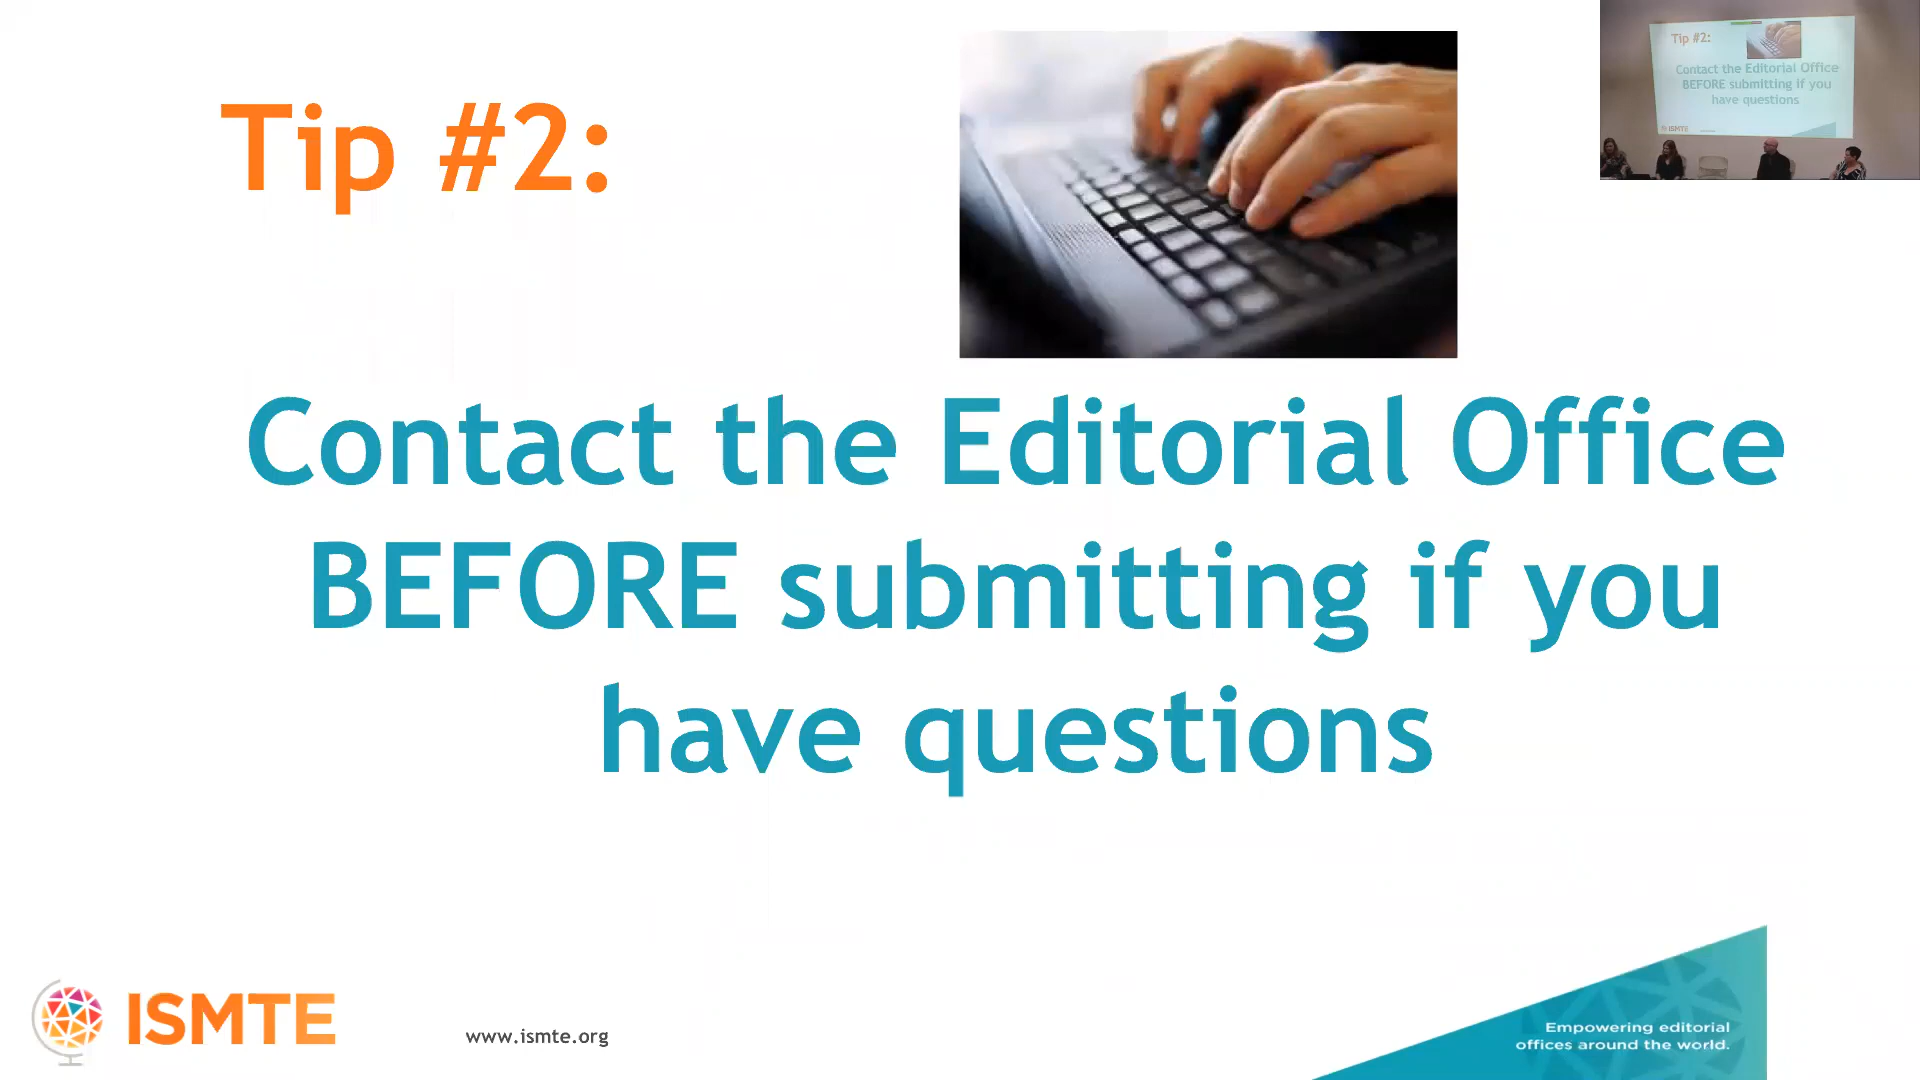 Tip #2:
Contact the Editorial Office
BEFORE submitting if you
have questions
ISMTE
www.ismte.org
Empowering editorial
offices around the world.
Tip #2:
Contact the Editorial Office
BEFORE submitting if you
have questions
ISMTE